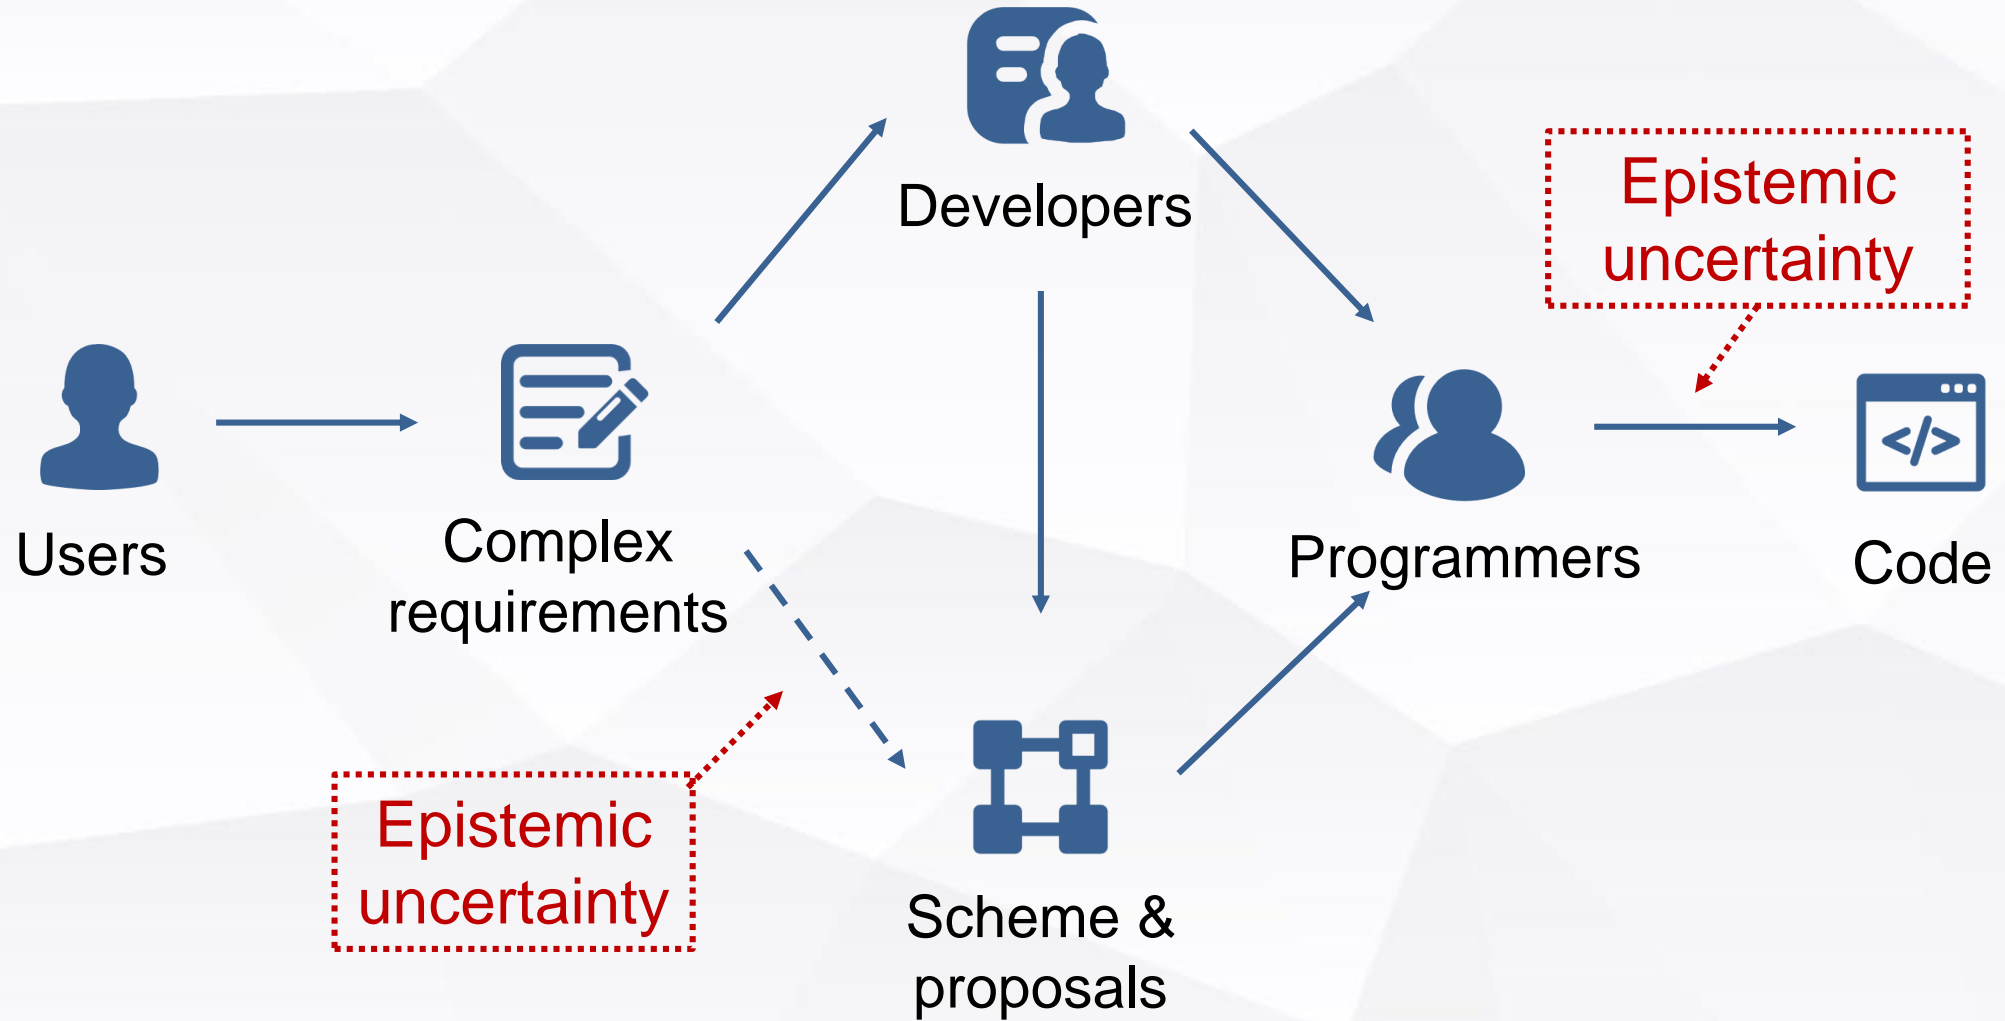 Developers
Epistemic
uncertainty
</>
Users
Complex
requirements
Programmers
Code
Epistemic
uncertainty
Scheme &
proposals